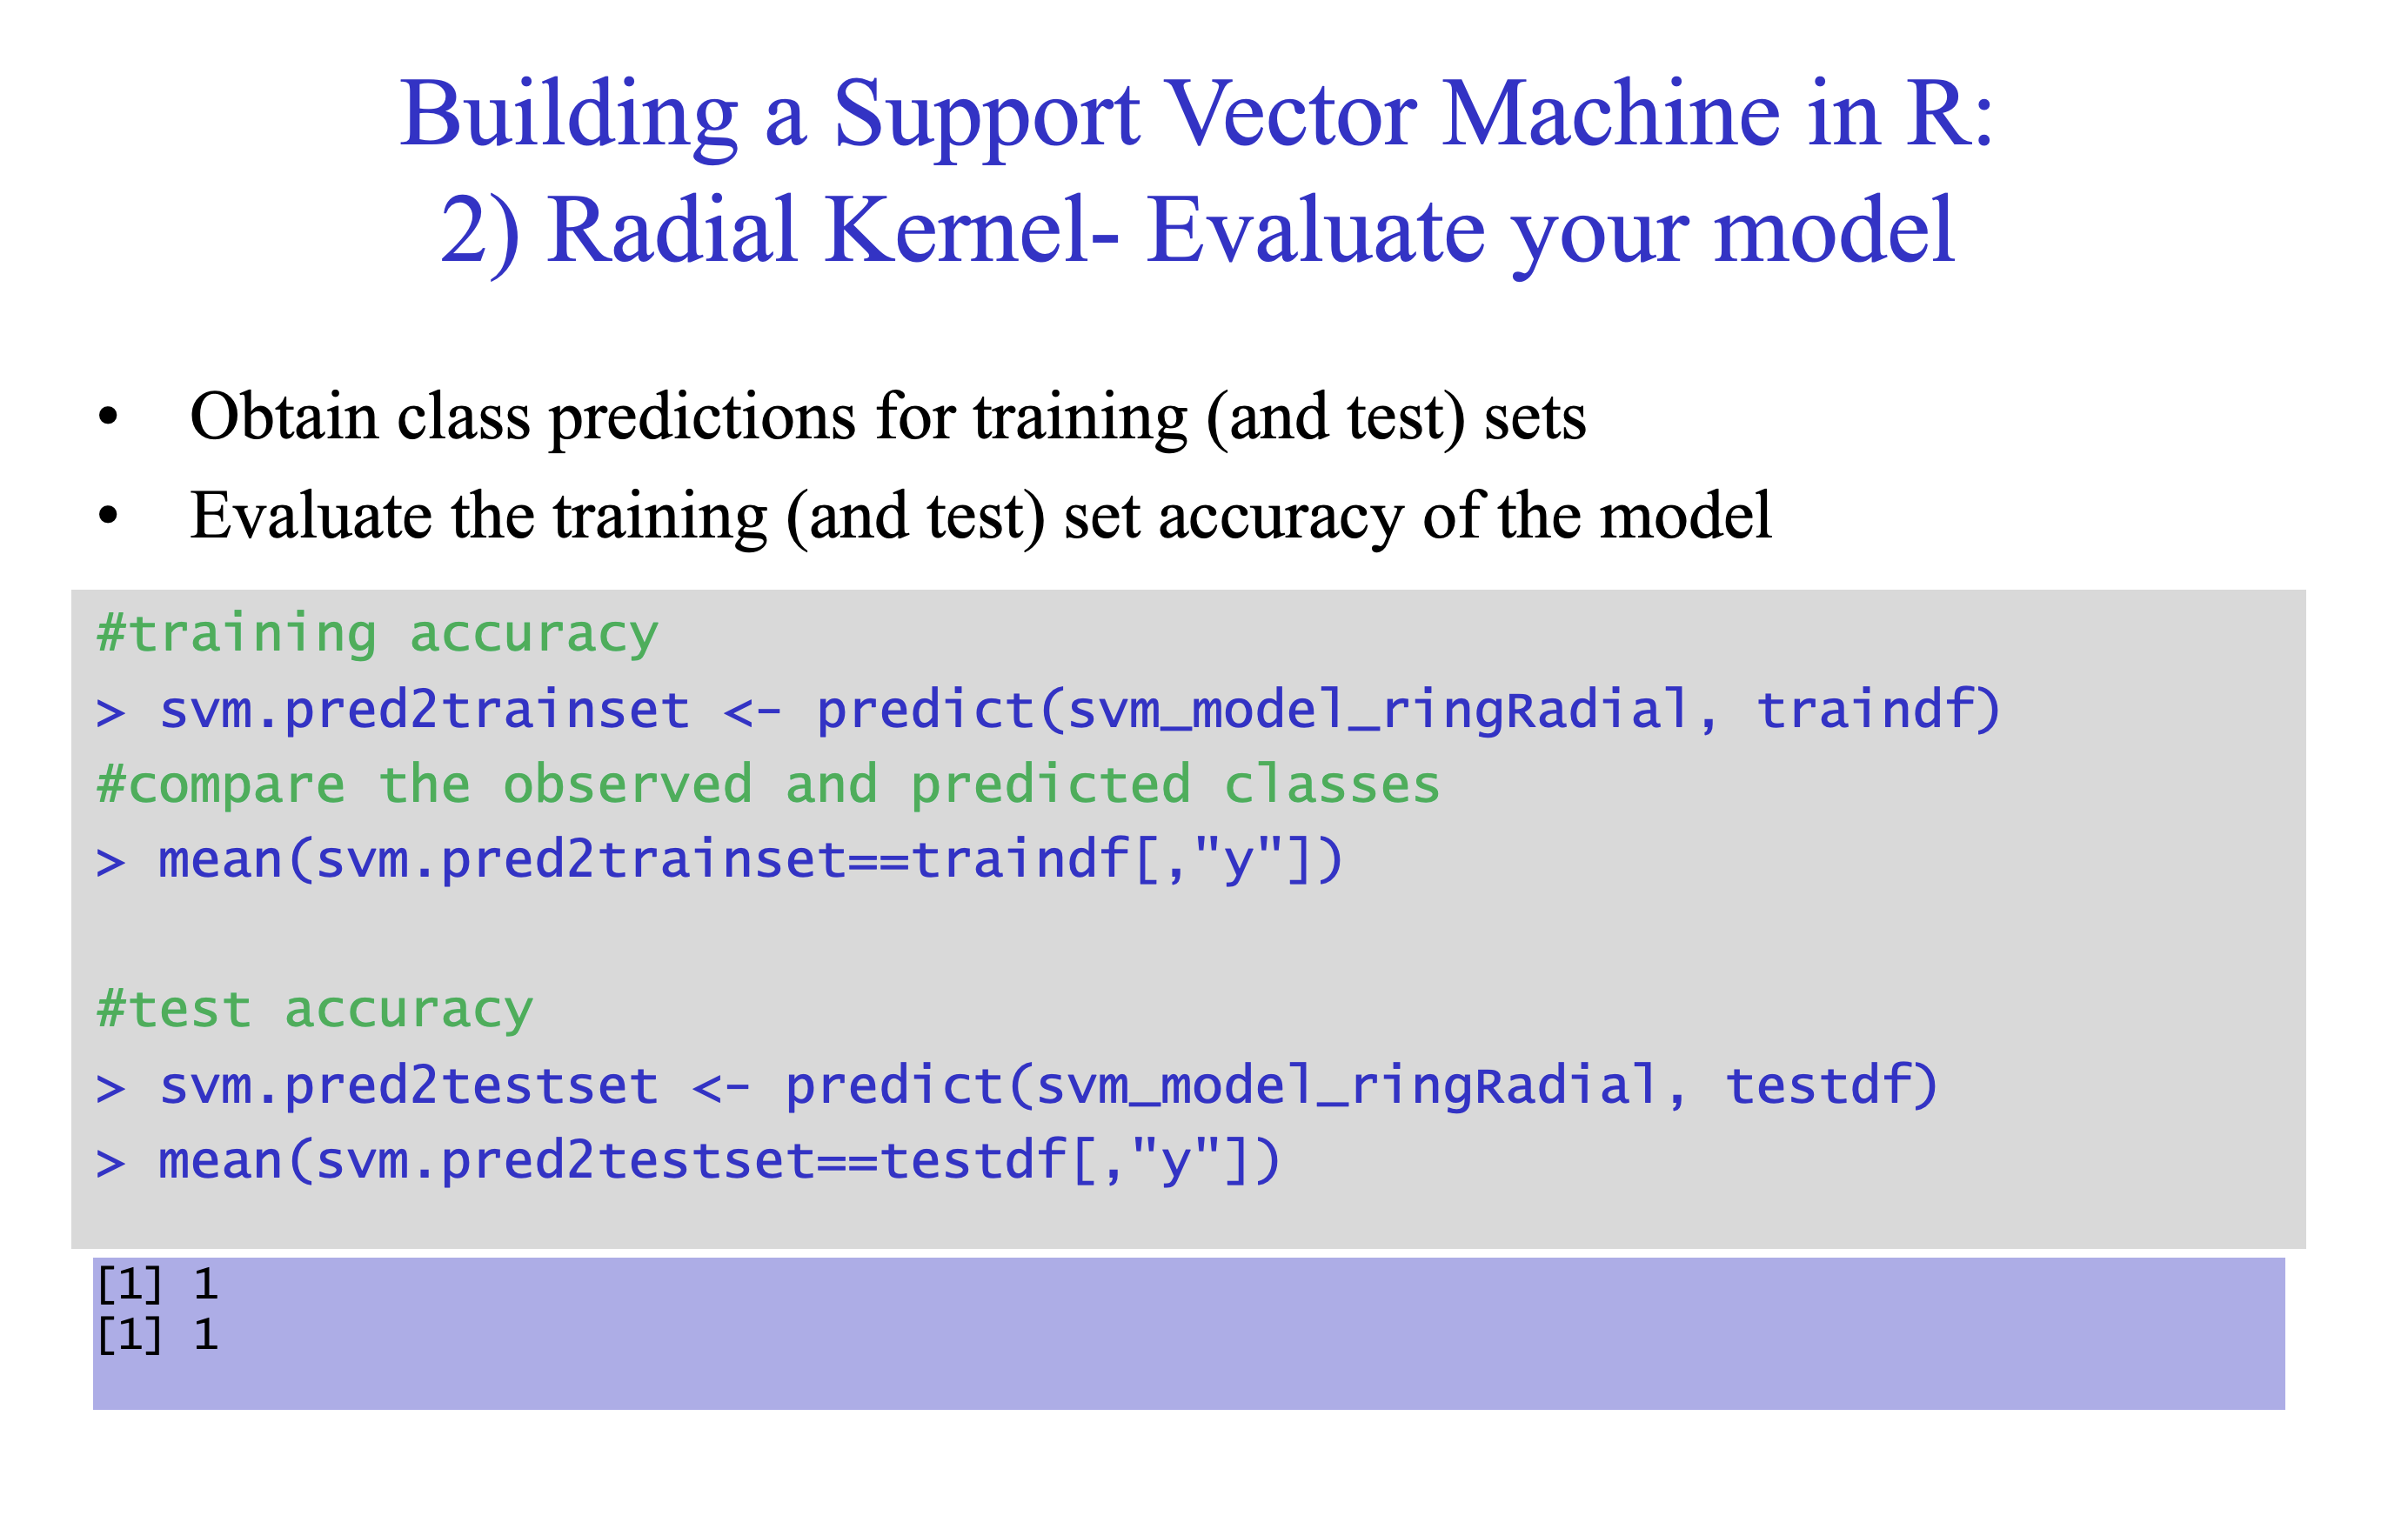 Building a Support Vector Machine in R:
2) Radial Kernel- Evaluate your model
• Obtain class predictions for training (and test) sets
• Evaluate the training (and test) set accuracy of the model
#training accuracy
> svm.pred2trainset <- predict(svm_model_ringRadial, traindf)
#compare the observed and predicted classes
> mean(svm.pred2trainset==traindf[,"y"])
#test accuracy
> svm.pred2testset <- predict(svm_model_ringRadial, testdf)
> mean(svm.pred2testset==testdf[,"y"])
[1] 1
[1] 1